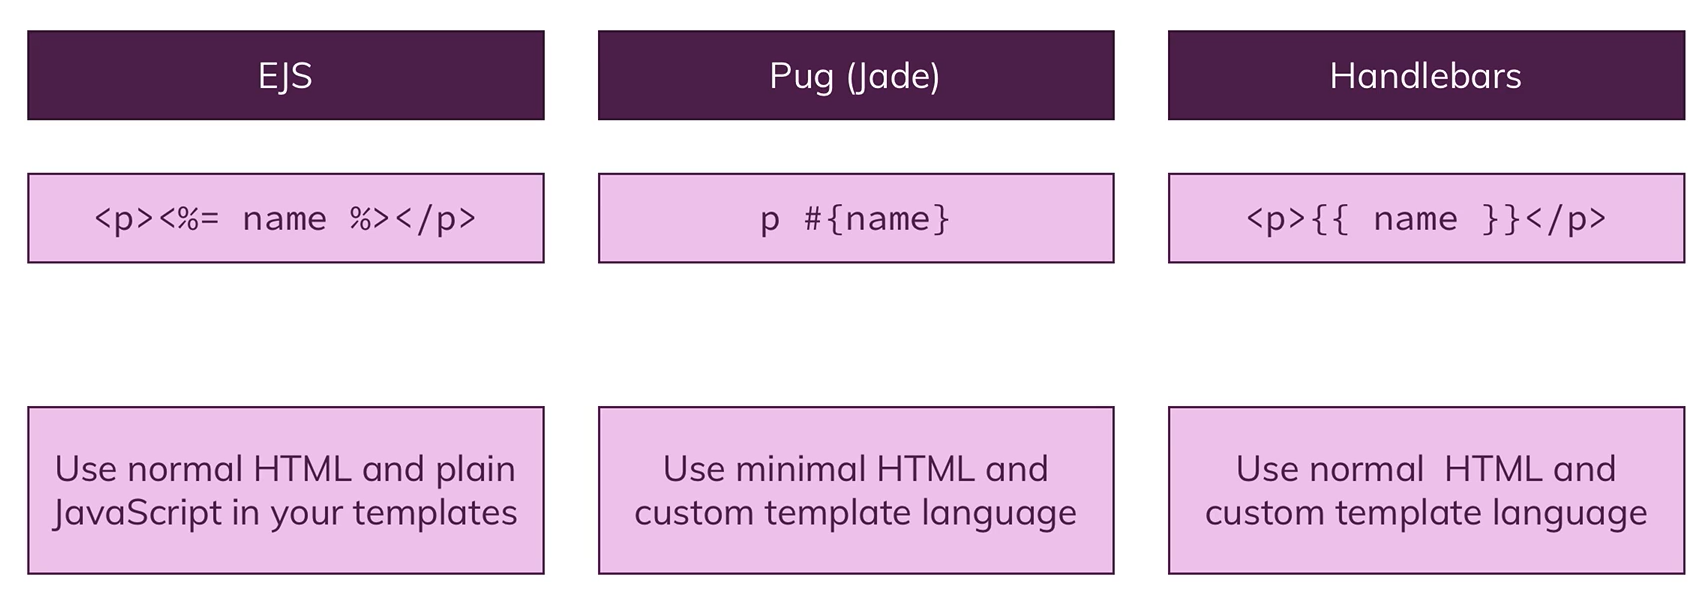 EJS
Pug (Jade)
Handlebars
<p><%= name %></p>
p #{name}
<p>{{ name }}</p>
Use normal HTML and plain
JavaScript in your templates
Use minimal HTML and
custom template language
Use normal  HTML and
custom template language